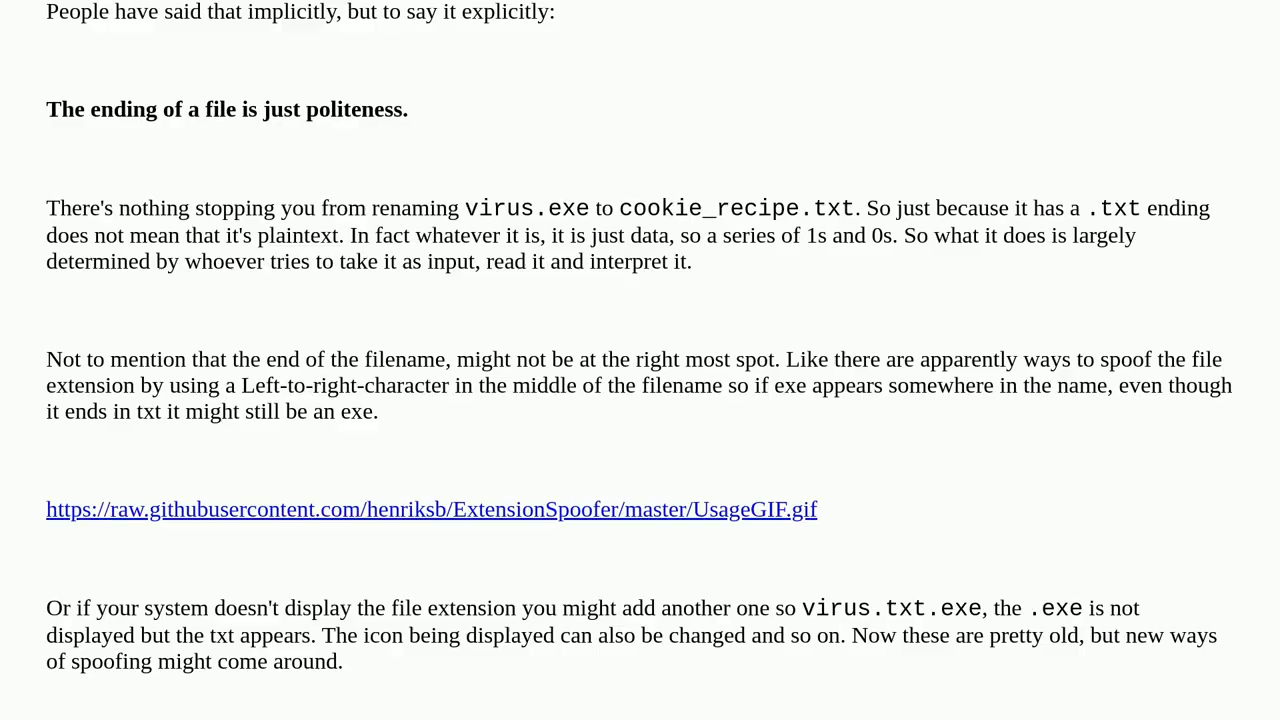 People have said that implicitly, but to say it explicitly:
The ending of a file is just politeness.
There's nothing stopping you from renaming virus.exe to cookie_recipe.txt. So just because it has a .txt ending
does not mean that it's plaintext. In fact whatever it is, it is just data, so a series of 1s and 0s. So what it does is largely
determined by whoever tries to take it as input, read it and interpret it.
Not to mention that the end of the filename, might not be at the right most spot. Like there are apparently ways to spoof the file
extension by using a Left-to-right-character in the middle of the filename so if exe appears somewhere in the name, even though
it ends in txt it might still be an exe.
https://raw.githubusercontent.com/henriksb/ExtensionSpoofer/master/UsageGIF.gif
Or if your system doesn't display the file extension you might add another one so virus.txt.exe, the .exe is not
displayed but the txt appears. The icon being displayed can also be changed and so on. Now these are pretty old, but new ways
of spoofing might come around.